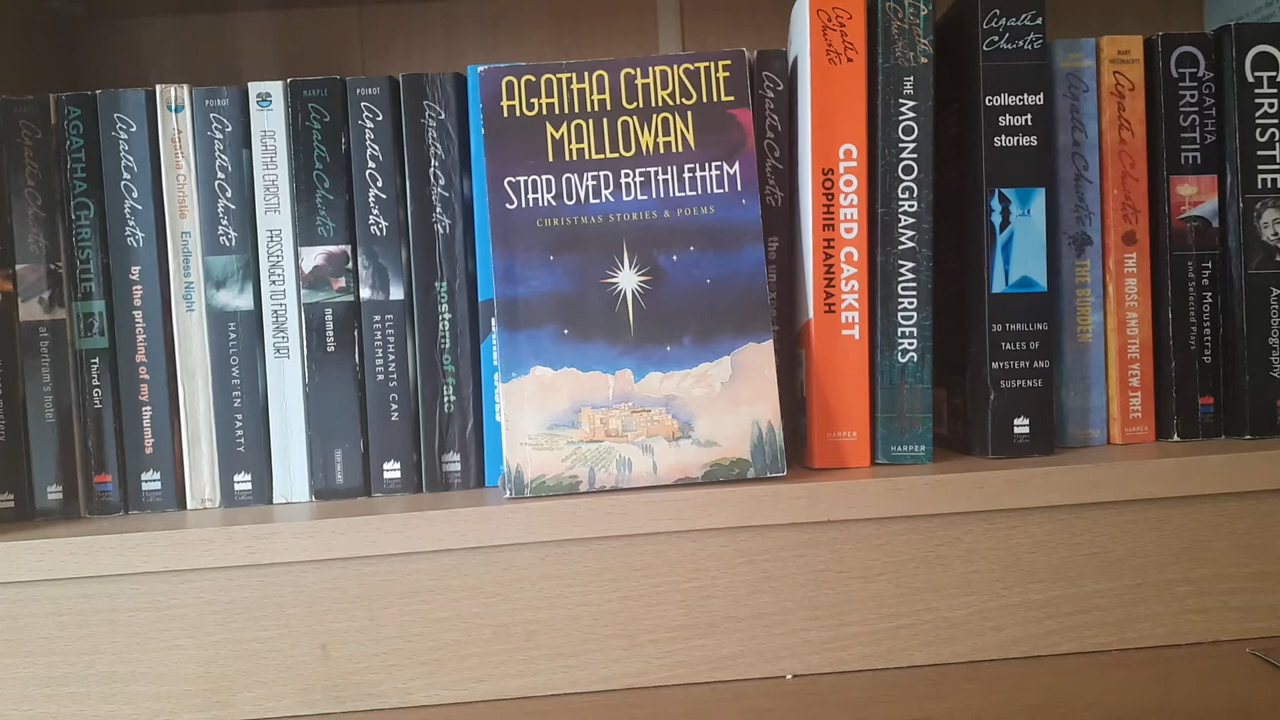 Agatha Christie
at bertram's hotel
AGATHA CHRISTIE
Third Girl
Agatha Christie
by the pricking of my thumbs
Agatha Christie
Endless Night
POIROT
Agatha Christie
HALLOWE'EN PARTY
AGATHA CHRISTIE
PASSENGER TO FRANKFURT
MARPLE
Agatha Christie
nemesis
POIROT
Agatha Christie
ELEPHANTS CAN
REMEMBER
Agatha Christie
postern of fate
AGATHA CHRISTIE
MALLOWAN
STAR OVER BETHLEHEM
CHRISTMAS STORIES & POEMS
Agatha Christie
the unexpect
Agatha Christie
CLOSED CASKET
SOPHIE HANNAH
HARPER
Agatha Christie
THE MONOGRAM MURDERS
HARPER
Agatha Christie
collected
short
stories
30 THRILLING
TALES OF
MYSTERY AND
SUSPENSE
Agatha Christie
THE BURDEN
MARY
WESTMACOTT
Agatha Christie
THE ROSE AND THE YEW TREE
HARPER
AGATHA
CHRISTIE
The Mousetrap
and Selected Plays
CHRISTIE
Autobiography